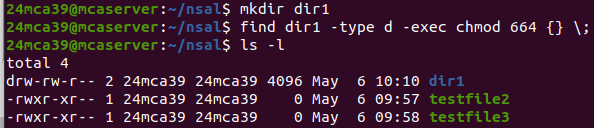 24mca39@mcaserver:~/nsal$ mkdir dir1
24mca39@mcaserver:~/nsal$ find dir1 -type d -exec chmod 664 {} \;
24mca39@mcaserver:~/nsal$ ls -l
total 4
drw-rw-r-- 2 24mca39 24mca39 4096 May  6 10:10 dir1
-rwxr-xr-- 1 24mca39 24mca39    0 May  6 09:57 testfile2
-rwxr-xr-- 1 24mca39 24mca39    0 May  6 09:58 testfile3